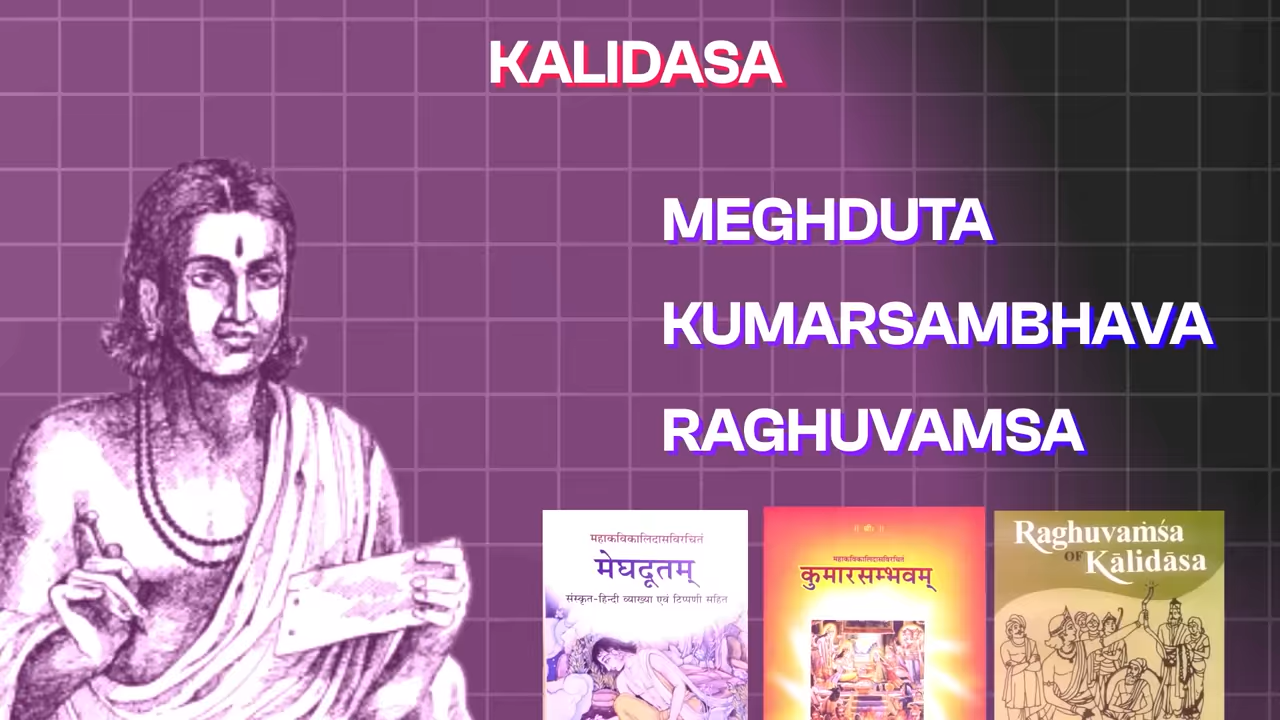 KALIDASA
MEGHDUTA
KUMARSAMBHAVA
RAGHUVAMSA
महाकविकालिदासविरचितं
मेघदूतम्
संस्कृत-हिन्दी व्याख्या एवं टिप्पणी सहित
॥ श्रीः ॥
महाकविकालिदासविरचितं
कुमारसम्भवम्
Raghuvaṁśa
OF Kālidāsa